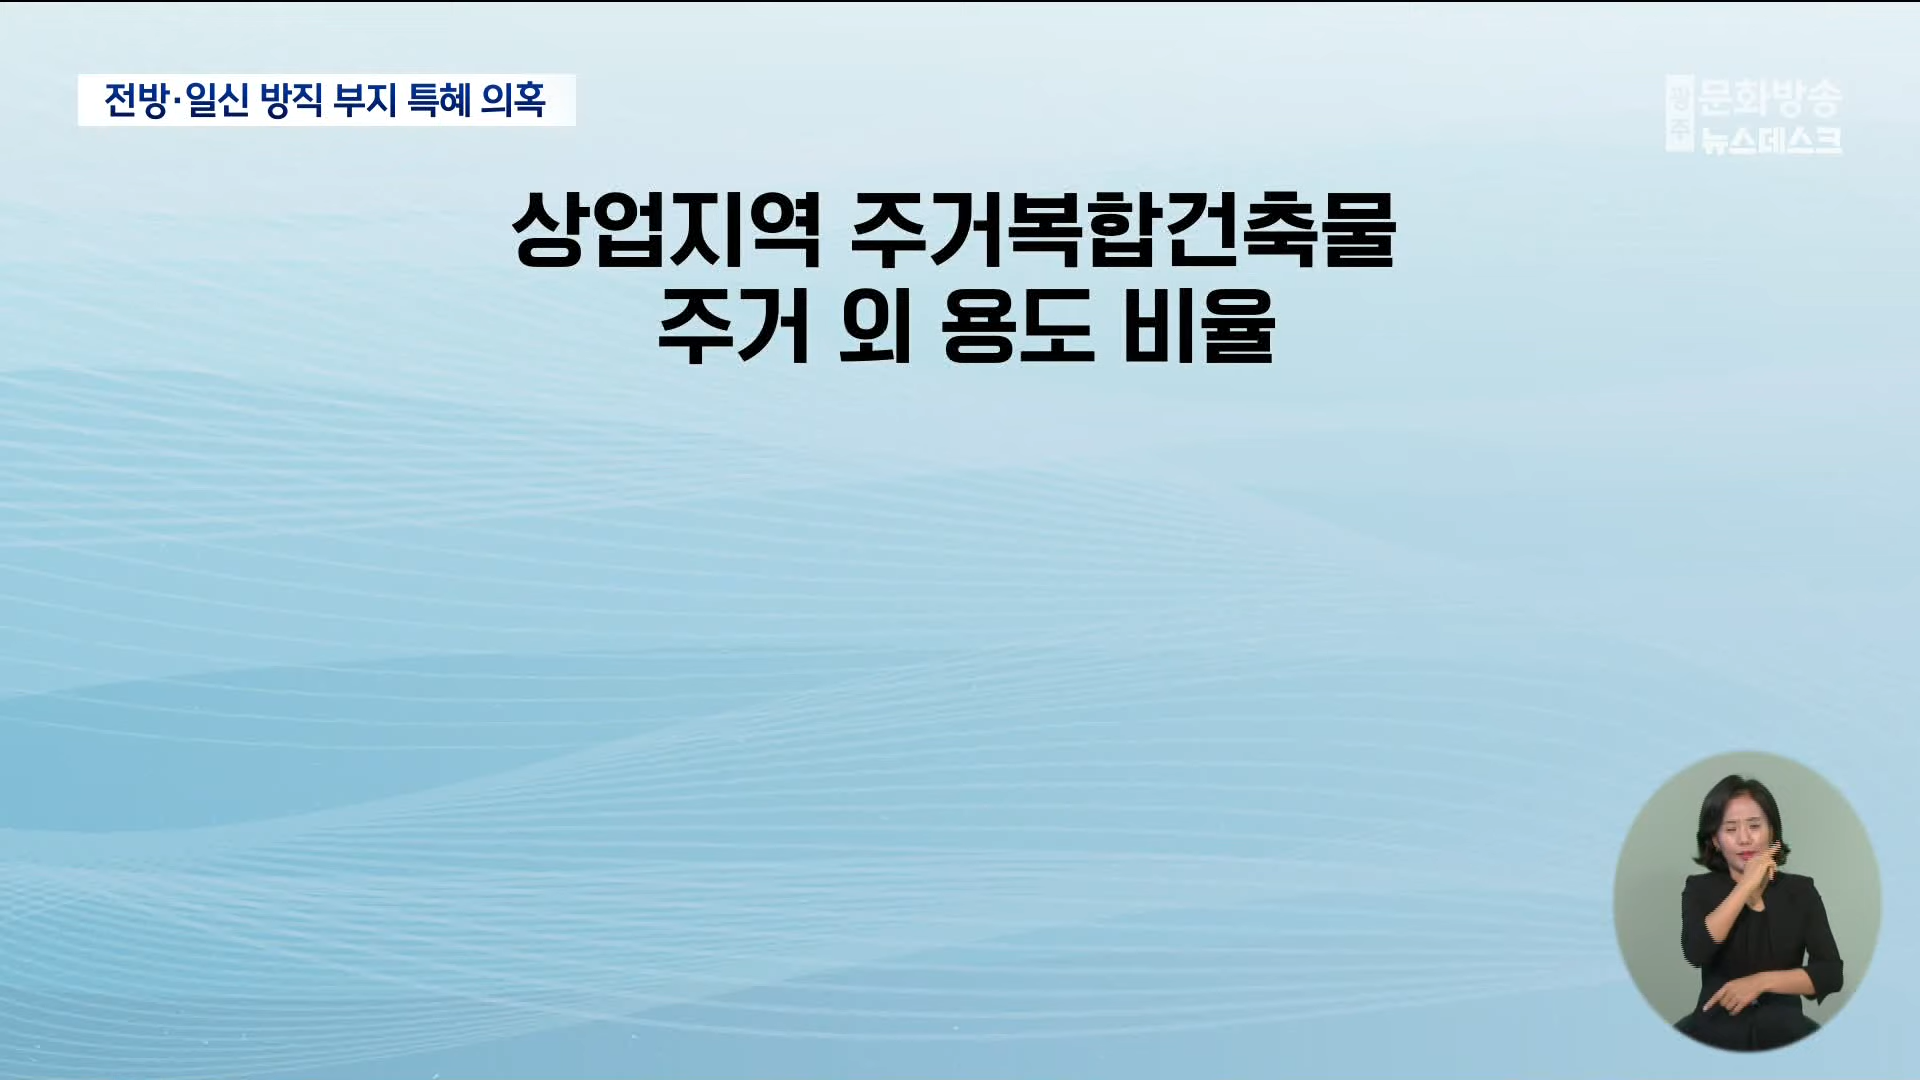 전방·일신 방직 부지 특혜 의혹
광주
문화방송
뉴스데스크
상업지역 주거복합건축물
주거 외 용도 비율